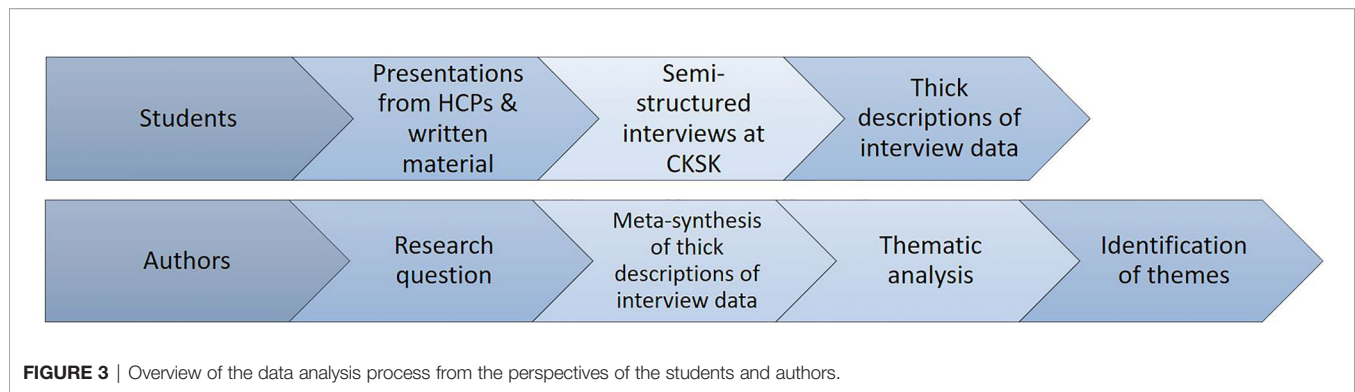 Students
Presentations
from HCPs &
written
material
Semi-
structured
interviews at
CKSK
Thick
descriptions of
interview data
Authors
Research
question
Meta-synthesis
of thick
descriptions of
interview data
Thematic
analysis
Identification
of themes
FIGURE 3 | Overview of the data analysis process from the perspectives of the students and authors.